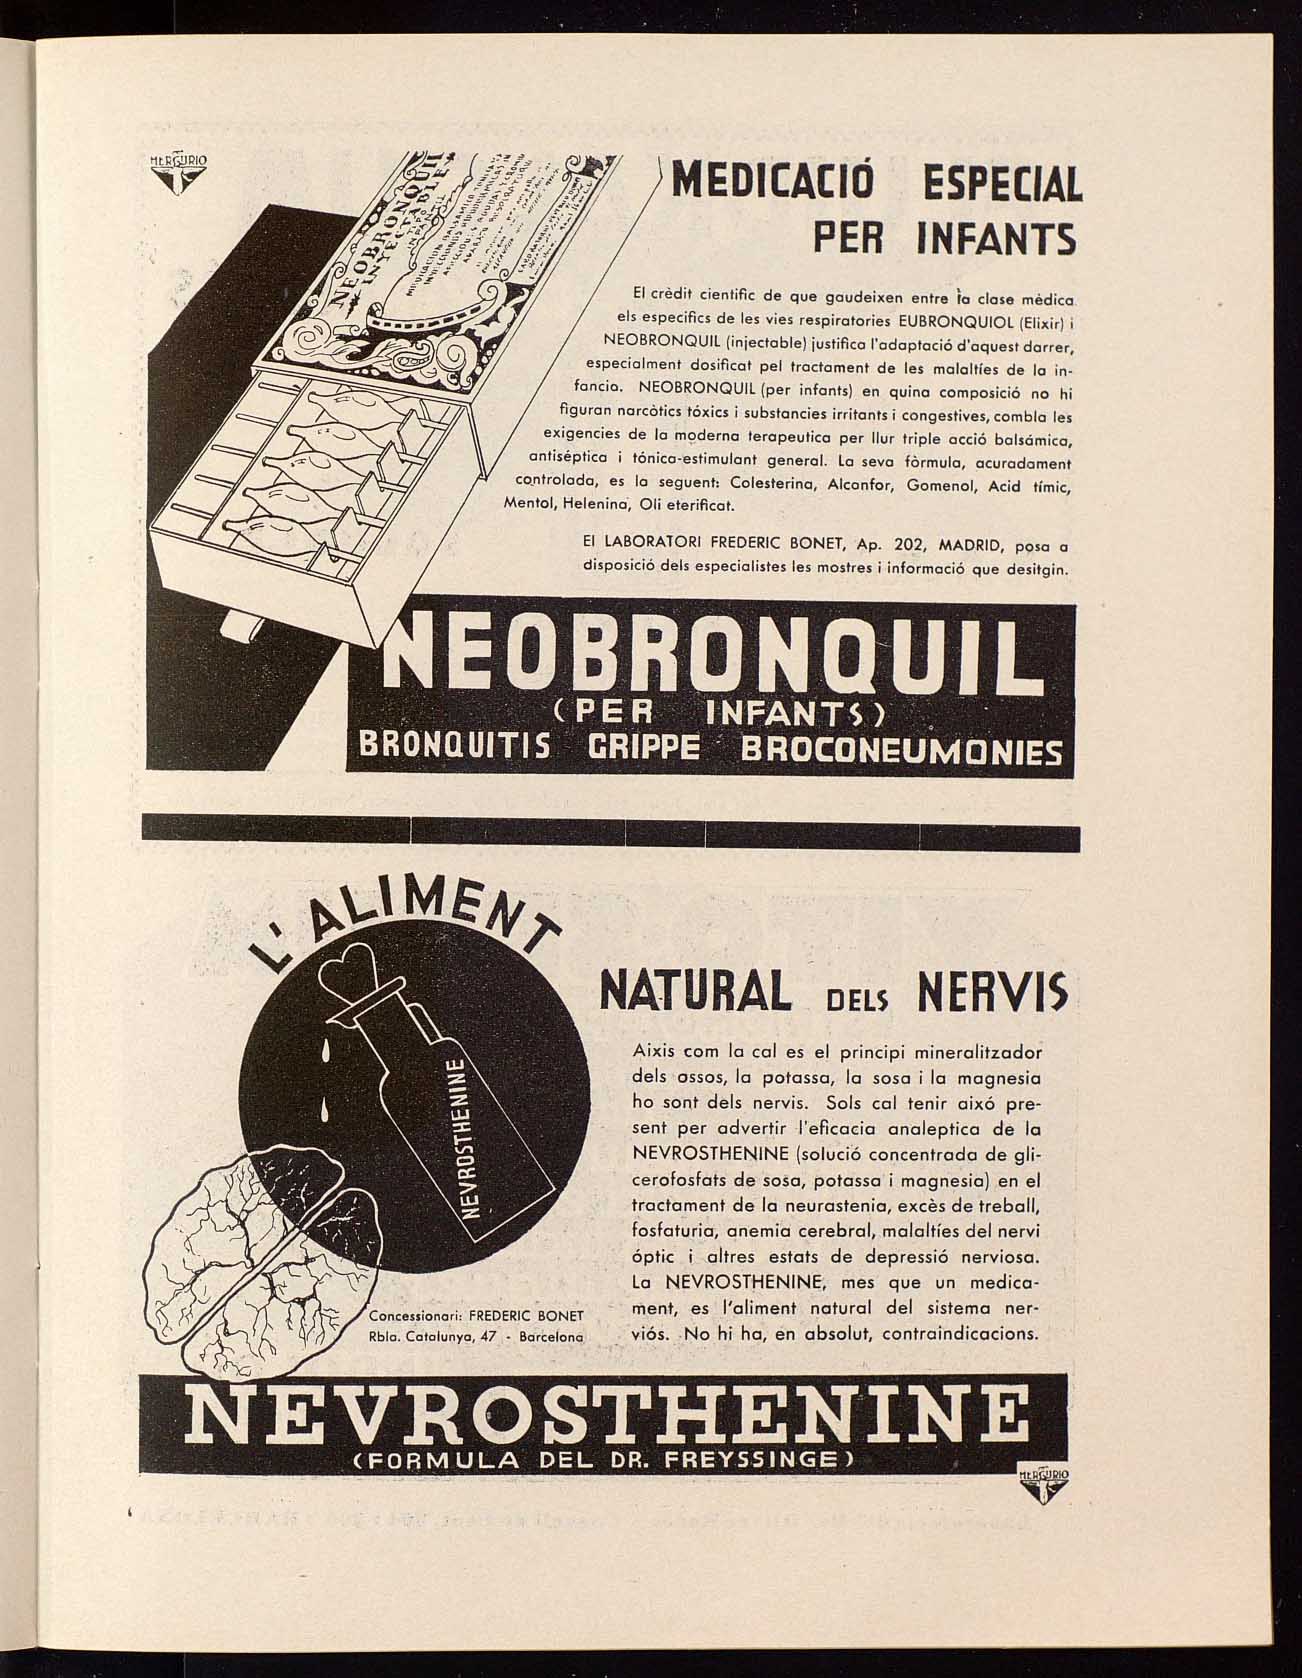 MERCURIO
MEDICACIÓ ESPECIAL
PER INFANTS
NEOBRONQUIL
INYECTABLE
El crèdit cientific de que gaudeixen entre la clase mèdica
els especifics de les vies respiratories EUBRONQUIOL (Elixir) i
NEOBRONQUIL (injectable) justifica l'adaptació d'aquest darrer,
especialment dosificat pel tractament de les malaltíes de la in-
fancia. NEOBRONQUIL (per infants) en quina composició no hi
figuran narcòtics tóxics i substancies irritants i congestives, combla les
exigencies de la moderna terapeutica per llur triple acció balsámica,
antiséptica i tónica-estimulant general. La seva fòrmula, acuradament
controlada, es la seguent: Colesterina, Alcanfor, Gomenol, Acid tímic,
Mentol, Helenina, Oli eterificat.
El LABORATORI FREDERIC BONET, Ap. 202, MADRID, posa a
disposició dels especialistes les mostres i informació que desitgin.
NEOBRONQUIL
(PER INFANTS)
BRONQUITIS GRIPPE BROCONEUMONIES
L'ALIMENT
NATURAL DELS NERVIS
NEVROSTHENINE
Aixis com la cal es el principi mineralitzador
dels ossos, la potassa, la sosa i la magnesia
ho sont dels nervis. Sols cal tenir aixó pre-
sent per advertir l'eficacia analeptica de la
NEVROSTHENINE (solució concentrada de gli-
cerofosfats de sosa, potassa i magnesia) en el
tractament de la neurastenia, excès de treball,
fosfaturia, anemia cerebral, malaltíes del nervi
óptic i altres estats de depressió nerviosa.
La NEVROSTHENINE, mes que un medica-
ment, es l'aliment natural del sistema ner-
viós. No hi ha, en absolut, contraindicacions.
Concessionari: FREDERIC BONET
Rbla. Catalunya, 47 - Barcelona
NEVROSTHENINE
(FORMULA DEL DR. FREYSSINGE)
MERCURIO